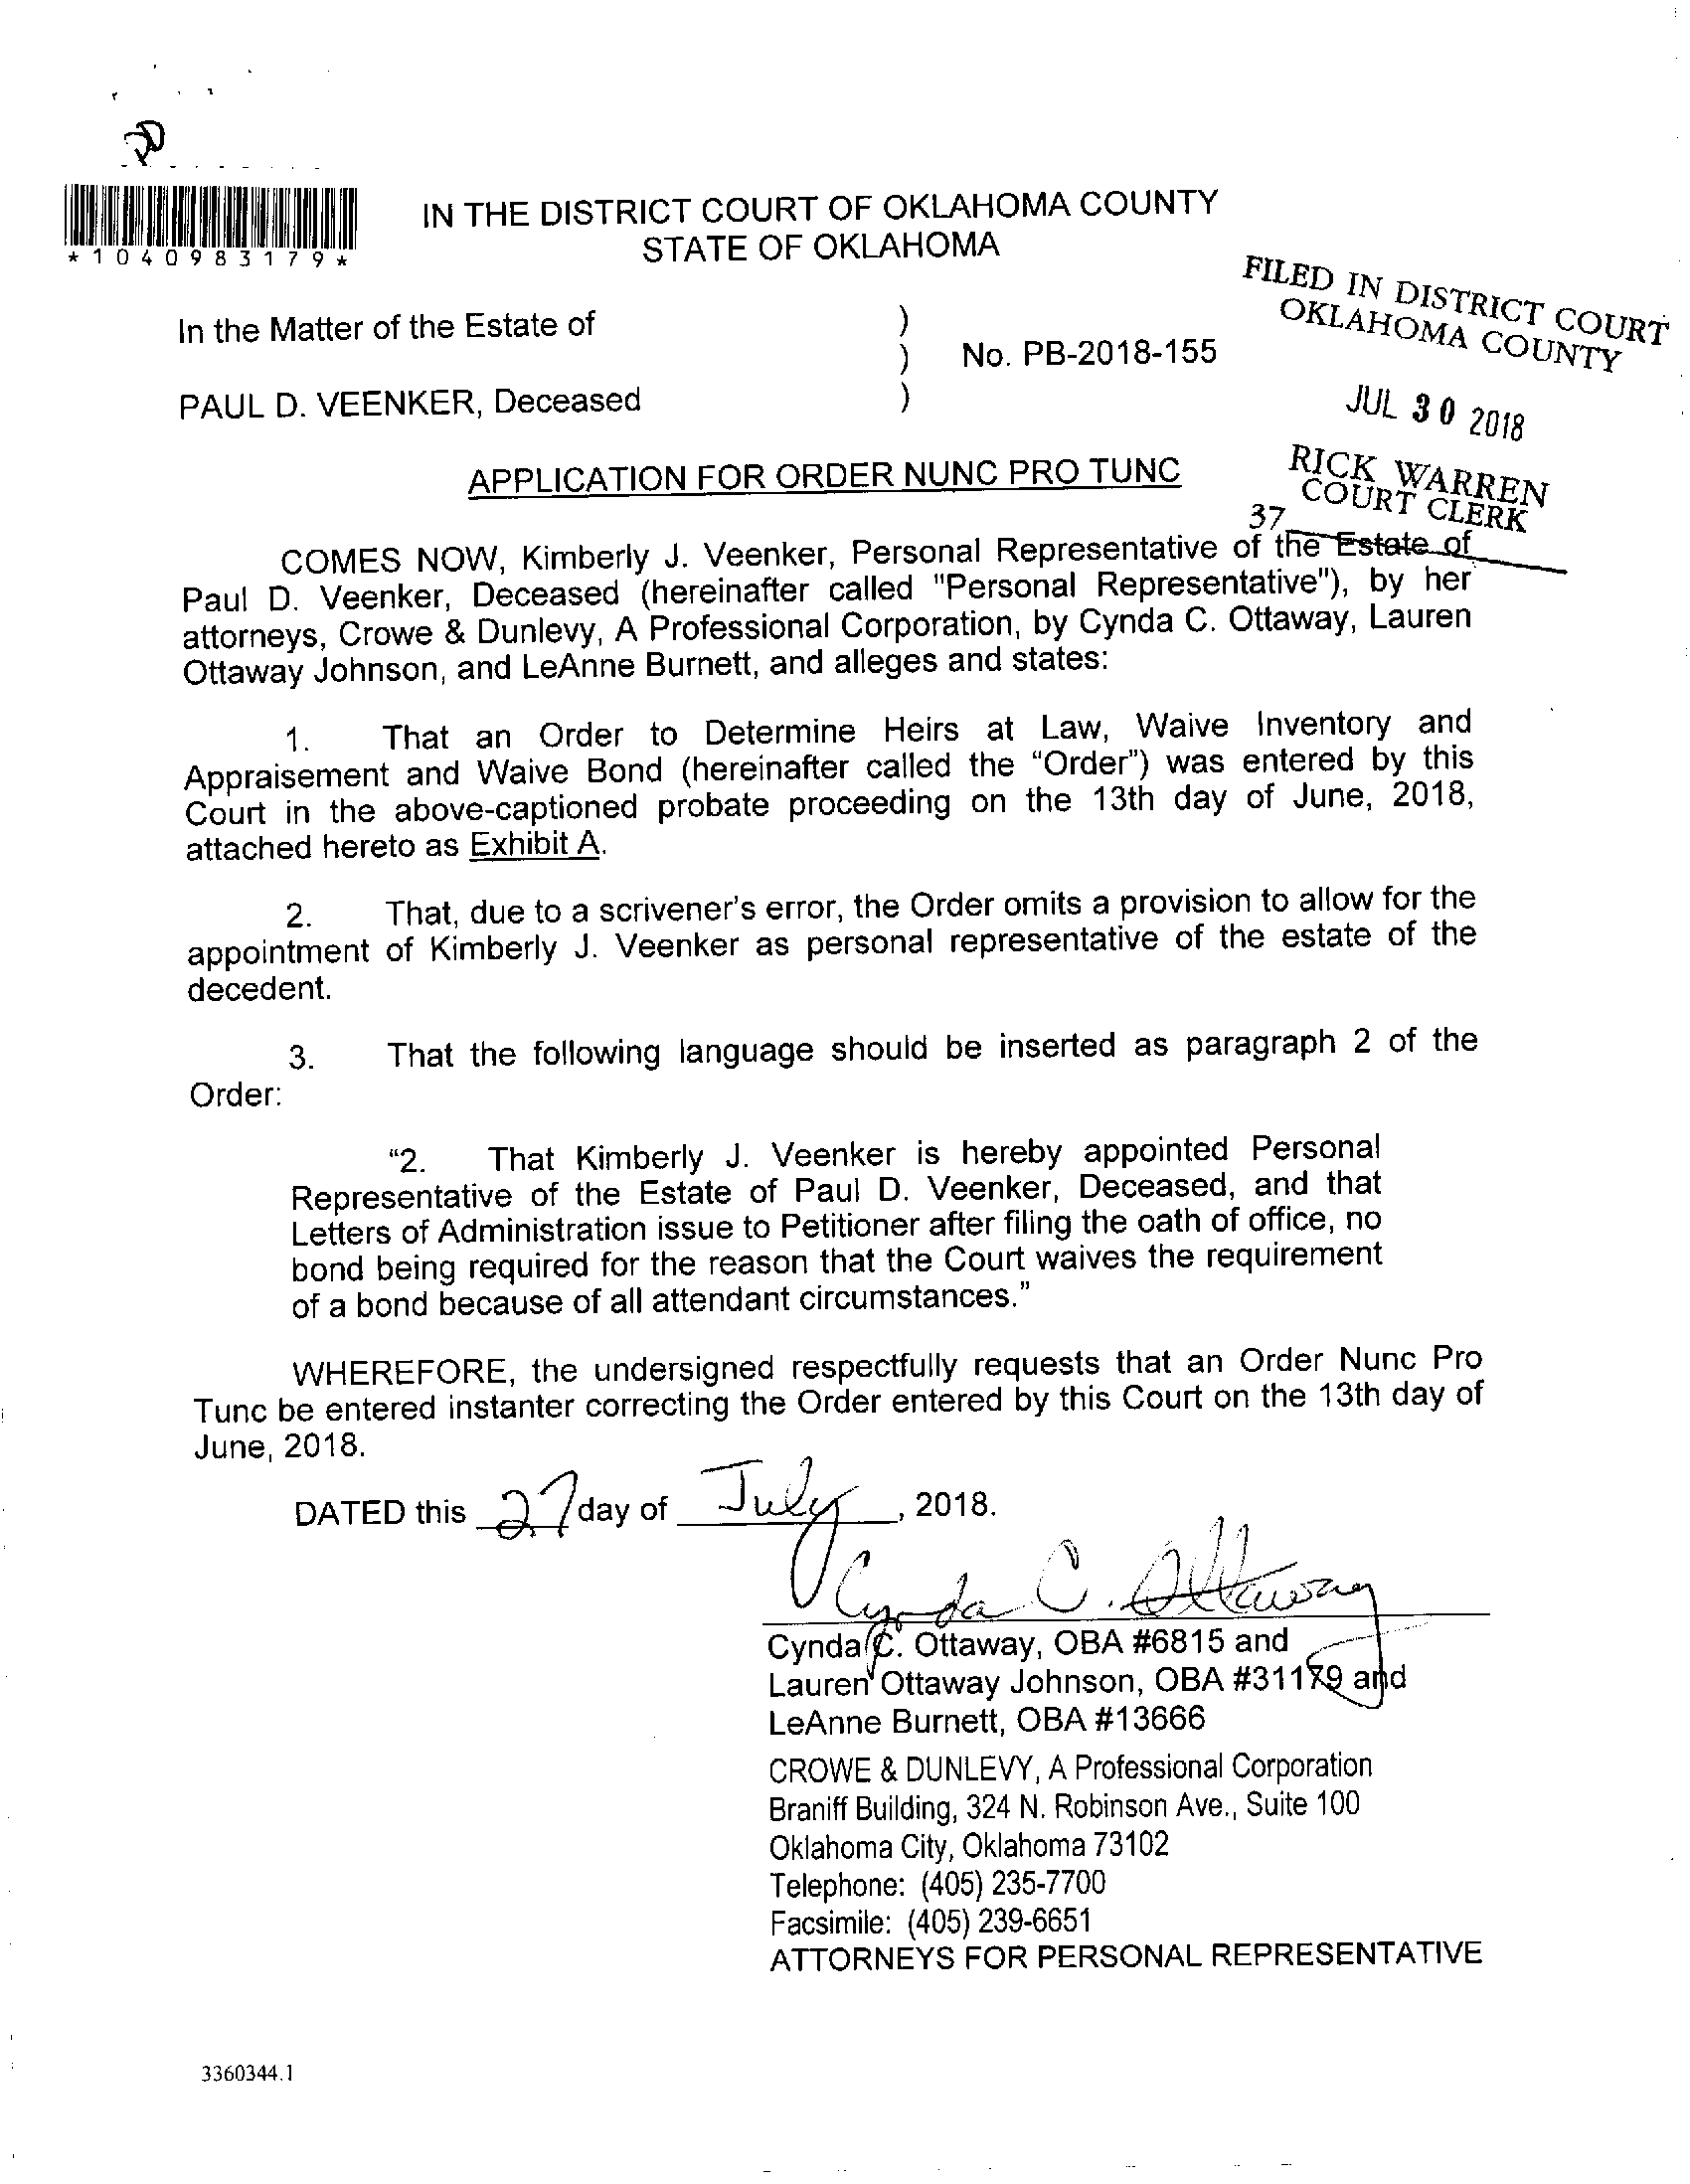 IN THE DISTRICT COURT OF OKLAHOMA COUNTY
STATE OF OKLAHOMA
*1040983179*
FILED IN DISTRICT COURT
OKLAHOMA COUNTY
In the Matter of the Estate of )
) No. PB-2018-155
PAUL D. VEENKER, Deceased )
JUL 30 2018
RICK WARREN
COURT CLERK
37
APPLICATION FOR ORDER NUNC PRO TUNC
COMES NOW, Kimberly J. Veenker, Personal Representative of the Estate of
Paul D. Veenker, Deceased (hereinafter called "Personal Representative"), by her
attorneys, Crowe & Dunlevy, A Professional Corporation, by Cynda C. Ottaway, Lauren
Ottaway Johnson, and LeAnne Burnett, and alleges and states:
1. That an Order to Determine Heirs at Law, Waive Inventory and
Appraisement and Waive Bond (hereinafter called the “Order”) was entered by this
Court in the above-captioned probate proceeding on the 13th day of June, 2018,
attached hereto as Exhibit A.
2. That, due to a scrivener's error, the Order omits a provision to allow for the
appointment of Kimberly J. Veenker as personal representative of the estate of the
decedent.
3. That the following language should be inserted as paragraph 2 of the
Order:
“2. That Kimberly J. Veenker is hereby appointed Personal
Representative of the Estate of Paul D. Veenker, Deceased, and that
Letters of Administration issue to Petitioner after filing the oath of office, no
bond being required for the reason that the Court waives the requirement
of a bond because of all attendant circumstances.”
WHEREFORE, the undersigned respectfully requests that an Order Nunc Pro
Tunc be entered instanter correcting the Order entered by this Court on the 13th day of
June, 2018.
DATED this 27 day of July, 2018.
Cynda C. Ottaway
Cynda C. Ottaway, OBA #6815 and
Lauren Ottaway Johnson, OBA #31179 and
LeAnne Burnett, OBA #13666
CROWE & DUNLEVY, A Professional Corporation
Braniff Building, 324 N. Robinson Ave., Suite 100
Oklahoma City, Oklahoma 73102
Telephone: (405) 235-7700
Facsimile: (405) 239-6651
ATTORNEYS FOR PERSONAL REPRESENTATIVE
3360344.1